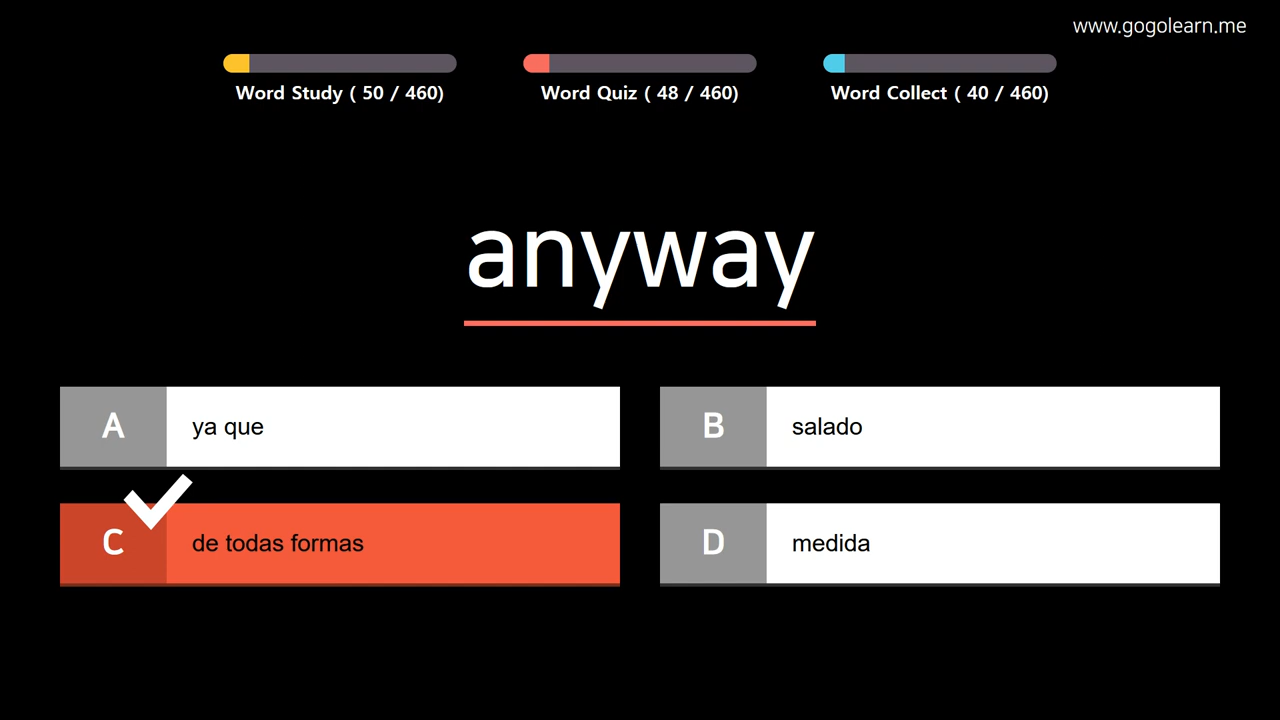 www.gogolearn.me
Word Study ( 50 / 460)
Word Quiz ( 48 / 460)
Word Collect ( 40 / 460)
anyway
A
ya que
B
salado
C
de todas formas
D
medida